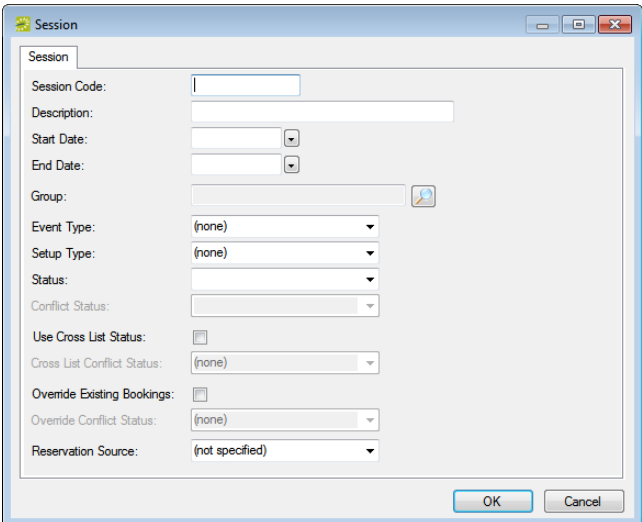 Session
Session
Session Code:
Description:
Start Date:
End Date:
Group:
Event Type: (none)
Setup Type: (none)
Status:
Conflict Status:
Use Cross List Status:
Cross List Conflict Status: (none)
Override Existing Bookings:
Override Conflict Status: (none)
Reservation Source: (not specified)
OK Cancel